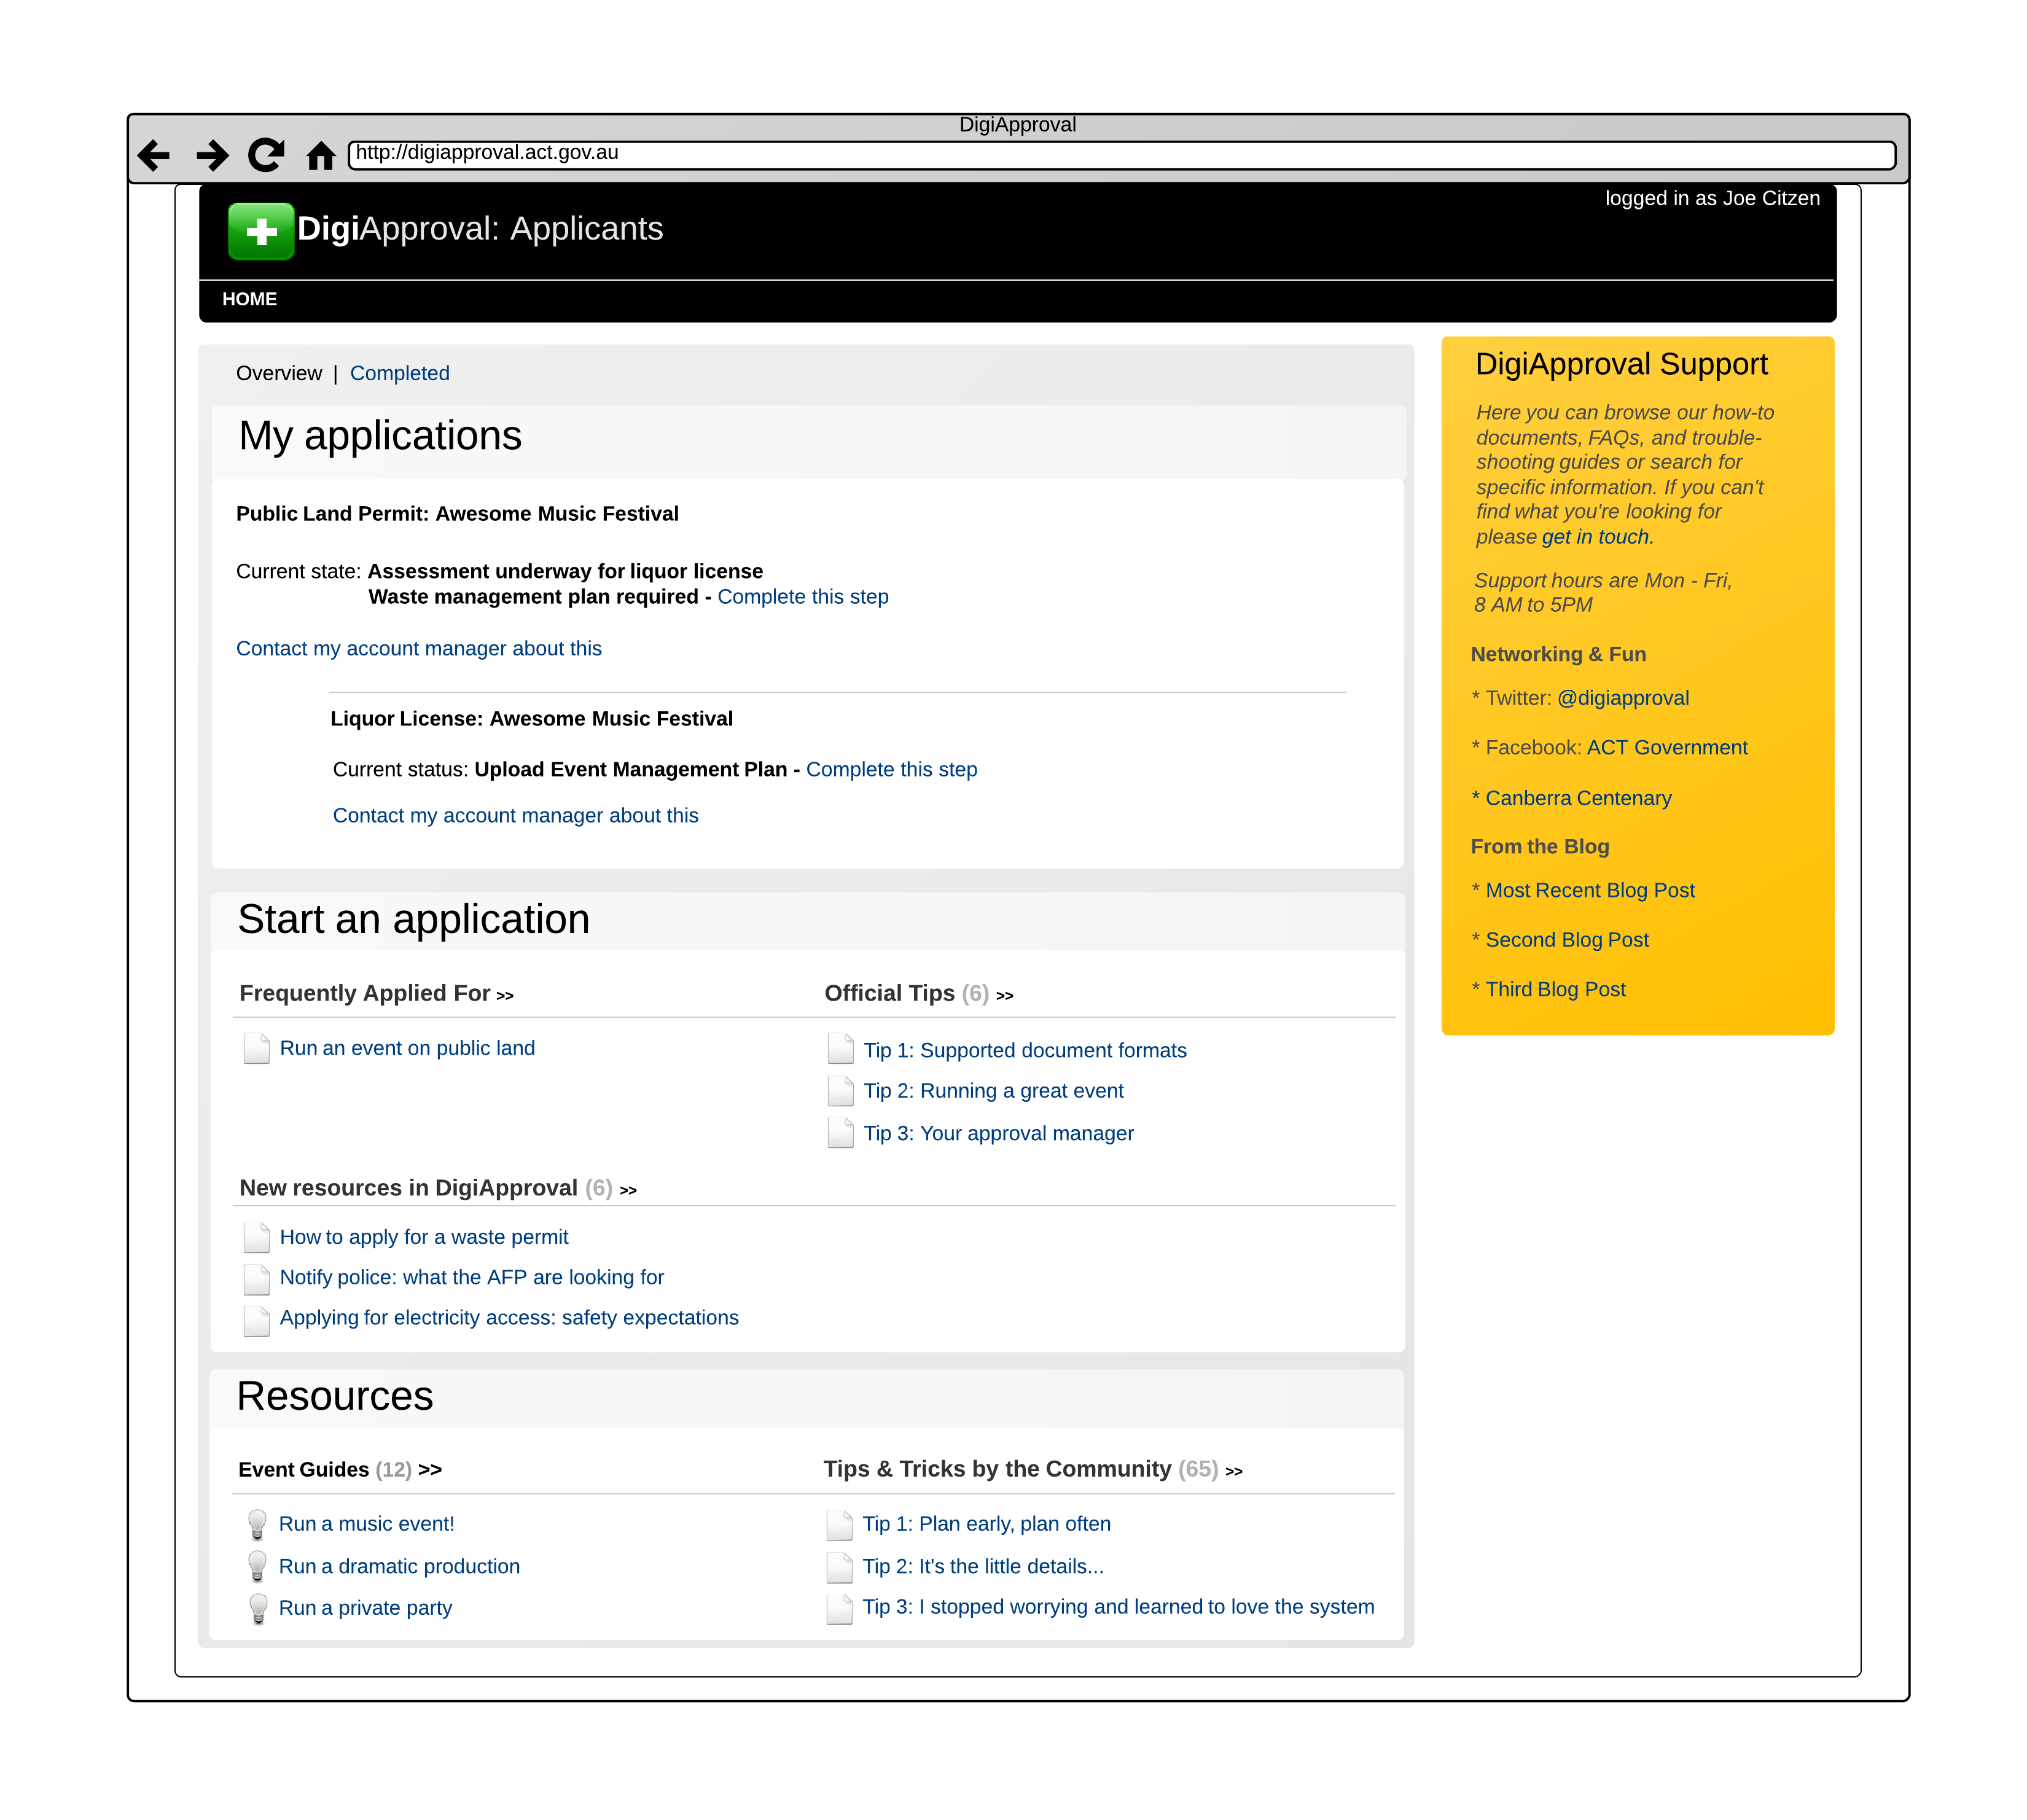 DigiApproval
http://digiapproval.act.gov.au
logged in as Joe Citzen
DigiApproval: Applicants
HOME
Overview | Completed
My applications
Public Land Permit: Awesome Music Festival
Current state: Assessment underway for liquor license
Waste management plan required - Complete this step
Contact my account manager about this
Liquor License: Awesome Music Festival
Current status: Upload Event Management Plan - Complete this step
Contact my account manager about this
Start an application
Frequently Applied For >>
Run an event on public land
Official Tips (6) >>
Tip 1: Supported document formats
Tip 2: Running a great event
Tip 3: Your approval manager
New resources in DigiApproval (6) >>
How to apply for a waste permit
Notify police: what the AFP are looking for
Applying for electricity access: safety expectations
Resources
Event Guides (12) >>
Run a music event!
Run a dramatic production
Run a private party
Tips & Tricks by the Community (65) >>
Tip 1: Plan early, plan often
Tip 2: It's the little details...
Tip 3: I stopped worrying and learned to love the system
DigiApproval Support
Here you can browse our how-to
documents, FAQs, and trouble-
shooting guides or search for
specific information. If you can't
find what you're looking for
please get in touch.
Support hours are Mon - Fri,
8 AM to 5PM
Networking & Fun
* Twitter: @digiapproval
* Facebook: ACT Government
* Canberra Centenary
From the Blog
* Most Recent Blog Post
* Second Blog Post
* Third Blog Post